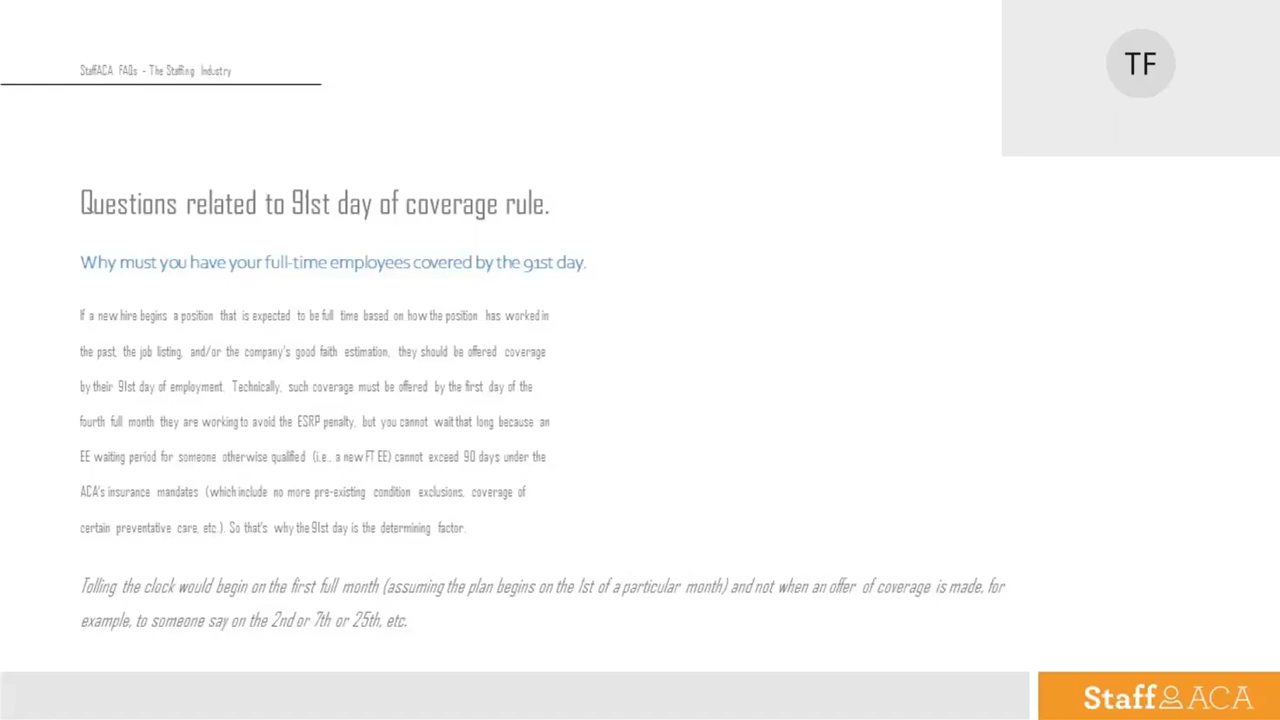 StaffACA FAQs - The Staffing Industry
TF
Questions related to 91st day of coverage rule.
Why must you have your full-time employees covered by the 91st day.
If a new hire begins a position that is expected to be full time based on how the position has worked in
the past, the job listing, and/or the company's good faith estimation, they should be offered coverage
by their 91st day of employment. Technically, such coverage must be offered by the first day of the
fourth full month they are working to avoid the ESRP penalty, but you cannot wait that long because an
EE waiting period for someone otherwise qualified (i.e., a new FT EE) cannot exceed 90 days under the
ACA's insurance mandates (which include no more pre-existing condition exclusions, coverage of
certain preventative care, etc.). So that's why the 91st day is the determining factor.
Tolling the clock would begin on the first full month (assuming the plan begins on the 1st of a particular month) and not when an offer of coverage is made, for
example, to someone say on the 2nd or 7th or 25th, etc.
Staff ACA